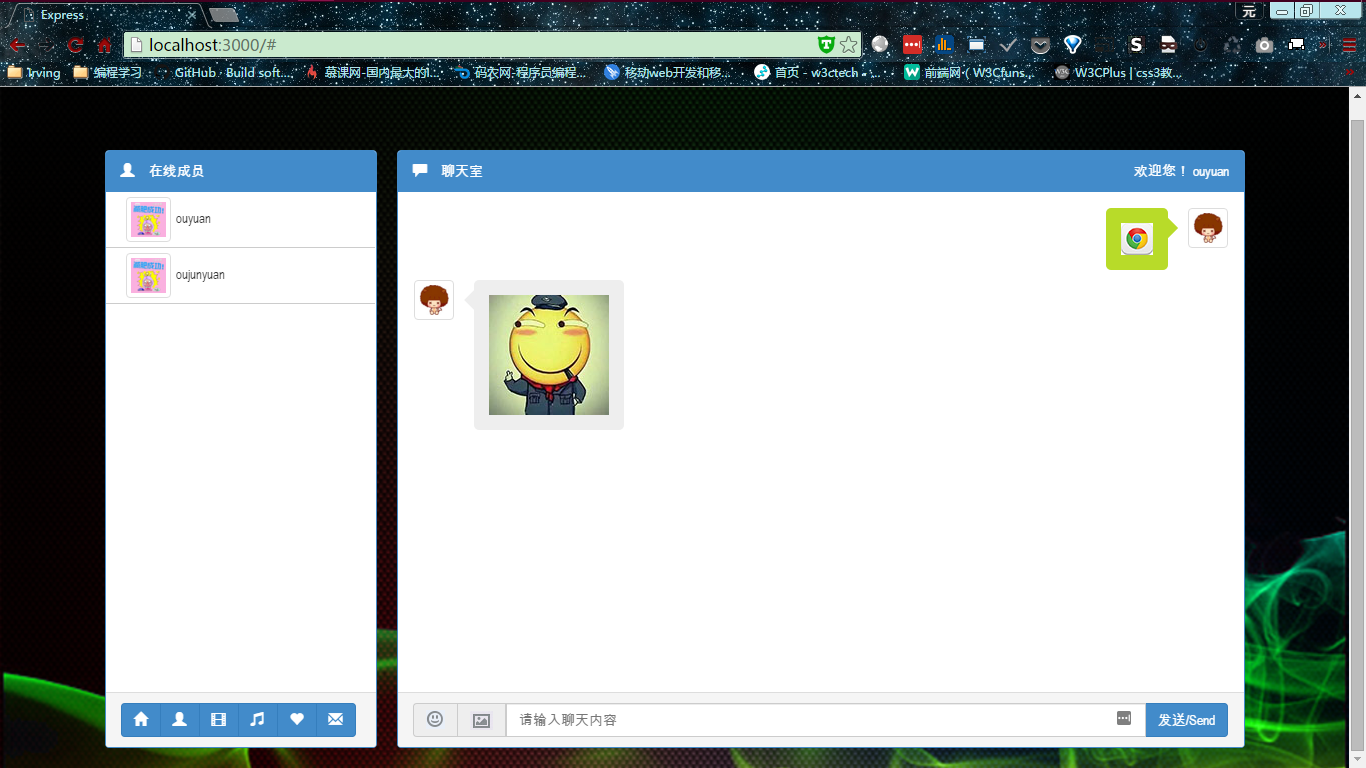 Express
元
localhost:3000/#
Irving
编程学习
GitHub · Build soft...
慕课网-国内最大的I...
码农网-程序员编程...
移动web开发和移...
首页 - w3ctech - ...
前端网 ( W3Cfuns...
W3CPlus | css3教...
在线成员
聊天室
欢迎您！ouyuan
ouyuan
oujunyuan
请输入聊天内容
发送/Send